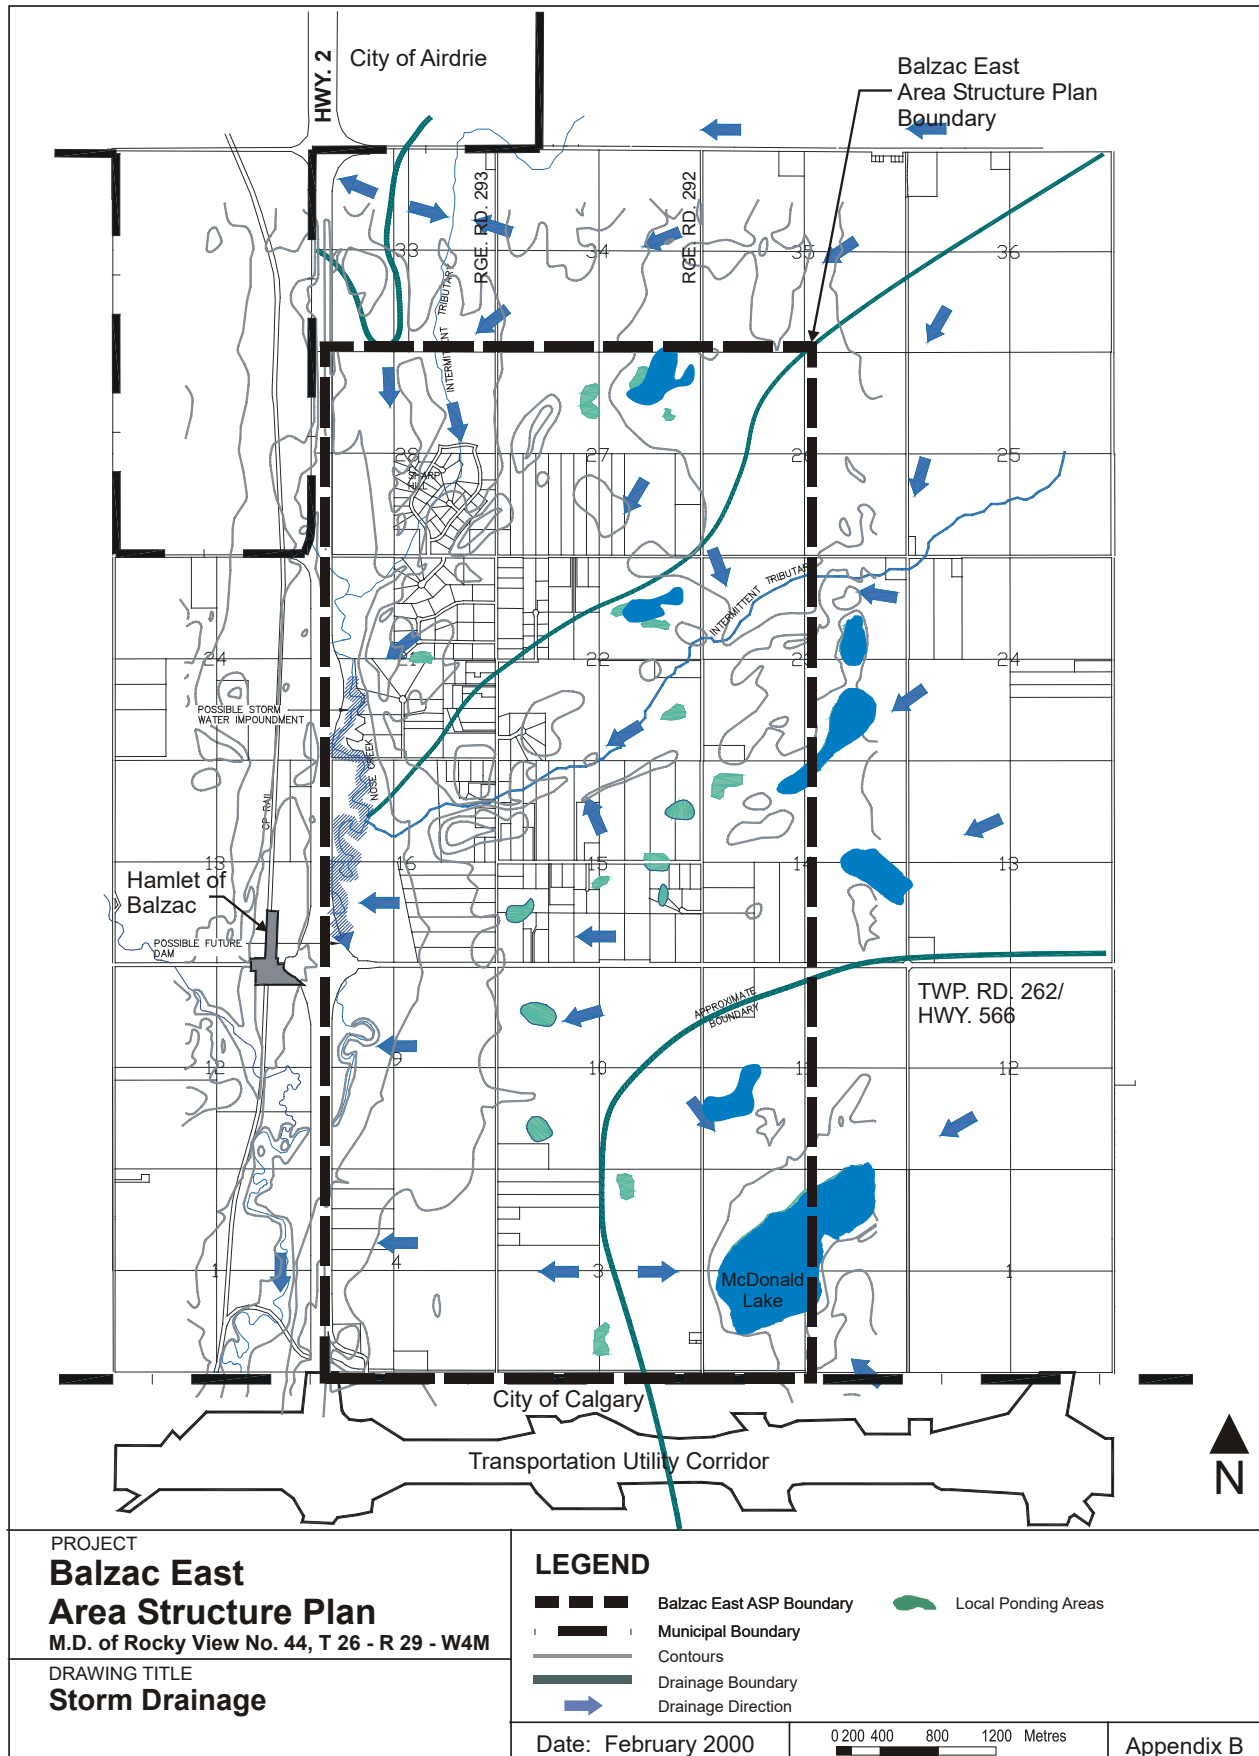 HWY. 2
City of Airdrie
Balzac East
Area Structure Plan
Boundary
RGE. RD. 293
RGE. RD. 292
33
34
35
36
INTERMITTENT TRIBUTARY
28
27
26
25
SHARP
HILL
INTERMITTENT TRIBUTARY
24
21
22
23
24
POSSIBLE STORM
WATER IMPOUNDMENT
NOSE CREEK
CP RAIL
13
16
15
14
13
Hamlet of
Balzac
POSSIBLE FUTURE
DAM
APPROXIMATE
BOUNDARY
TWP. RD. 262/
HWY. 566
12
9
10
11
12
1
4
3
McDonald
Lake
1
City of Calgary
Transportation Utility Corridor
N
PROJECT
Balzac East
Area Structure Plan
M.D. of Rocky View No. 44, T 26 - R 29 - W4M
DRAWING TITLE
Storm Drainage
LEGEND
Balzac East ASP Boundary
Local Ponding Areas
Municipal Boundary
Contours
Drainage Boundary
Drainage Direction
Date: February 2000
0 200 400 800 1200 Metres
Appendix B